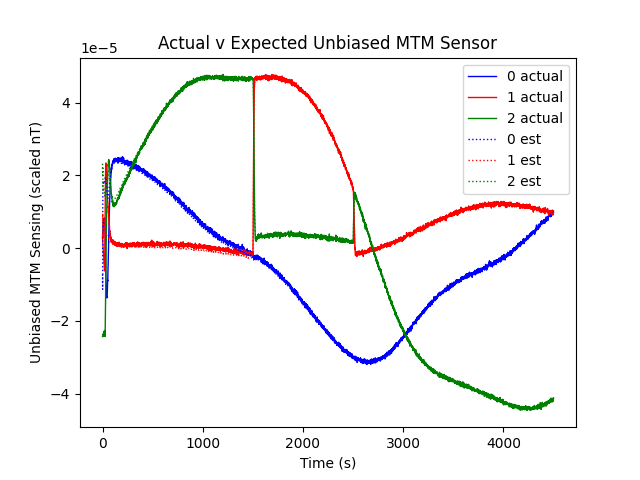 Actual v Expected Unbiased MTM Sensor
1e−5
4
2
0
−2
−4
Unbiased MTM Sensing (scaled nT)
0 actual
1 actual
2 actual
0 est
1 est
2 est
0
1000
2000
3000
4000
Time (s)